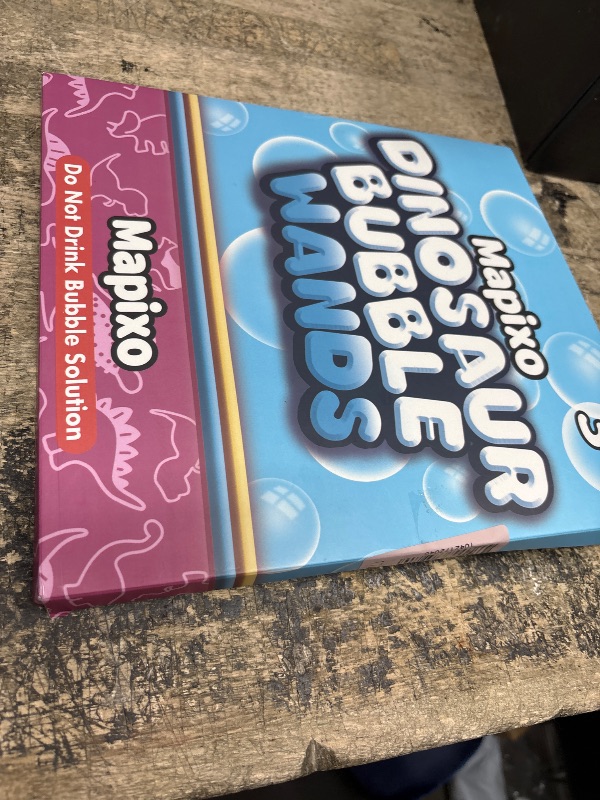 Mapixo
DINOSAUR
BUBBLE
WANDS
Mapixo
Do Not Drink Bubble Solution